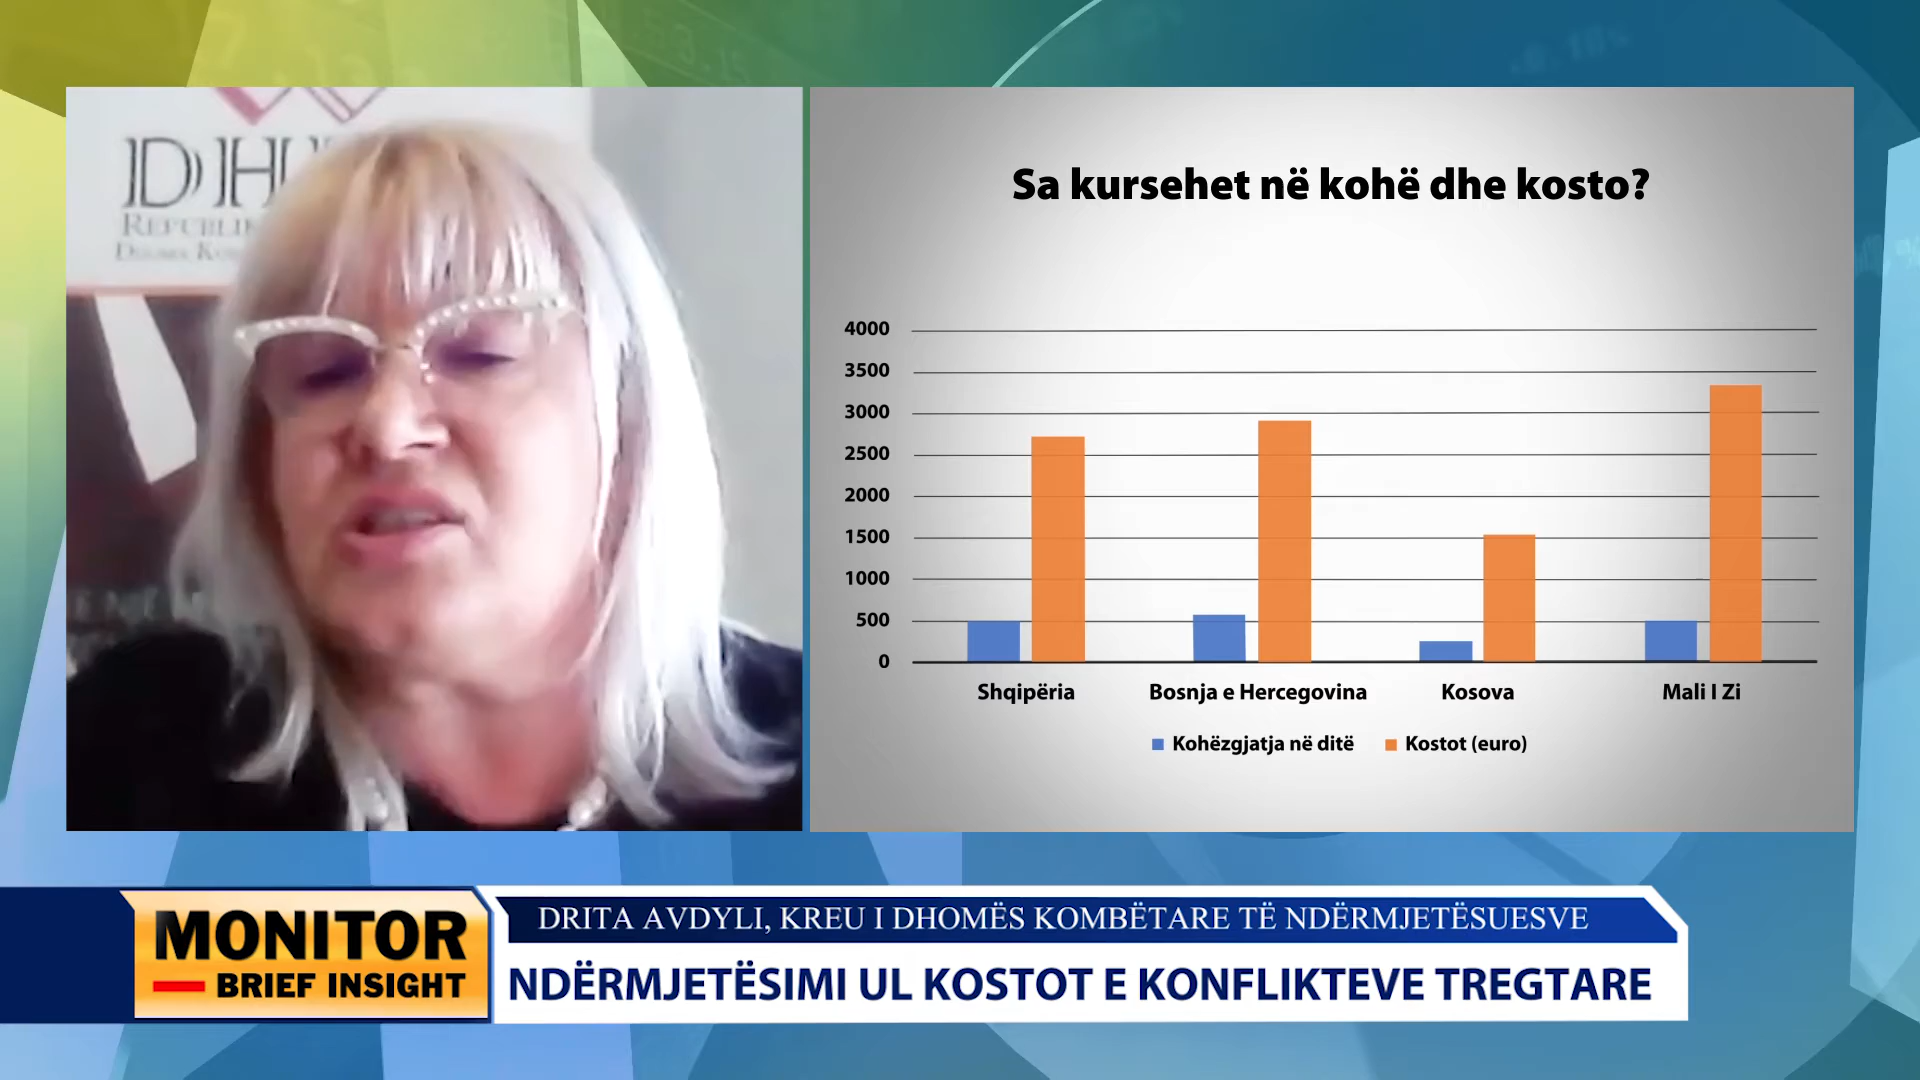 Sa kursehet në kohë dhe kosto?
4000
3500
3000
2500
2000
1500
1000
500
0
Shqipëria Bosnja e Hercegovina Kosova Mali I Zi
Kohëzgjatja në ditë Kostot (euro)
DRITA AVDYLI, KREU I DHOMËS KOMBËTARE TË NDËRMJETËSUESVE
MONITOR
BRIEF INSIGHT
NDËRMJETËSIMI UL KOSTOT E KONFLIKTEVE TREGTARE